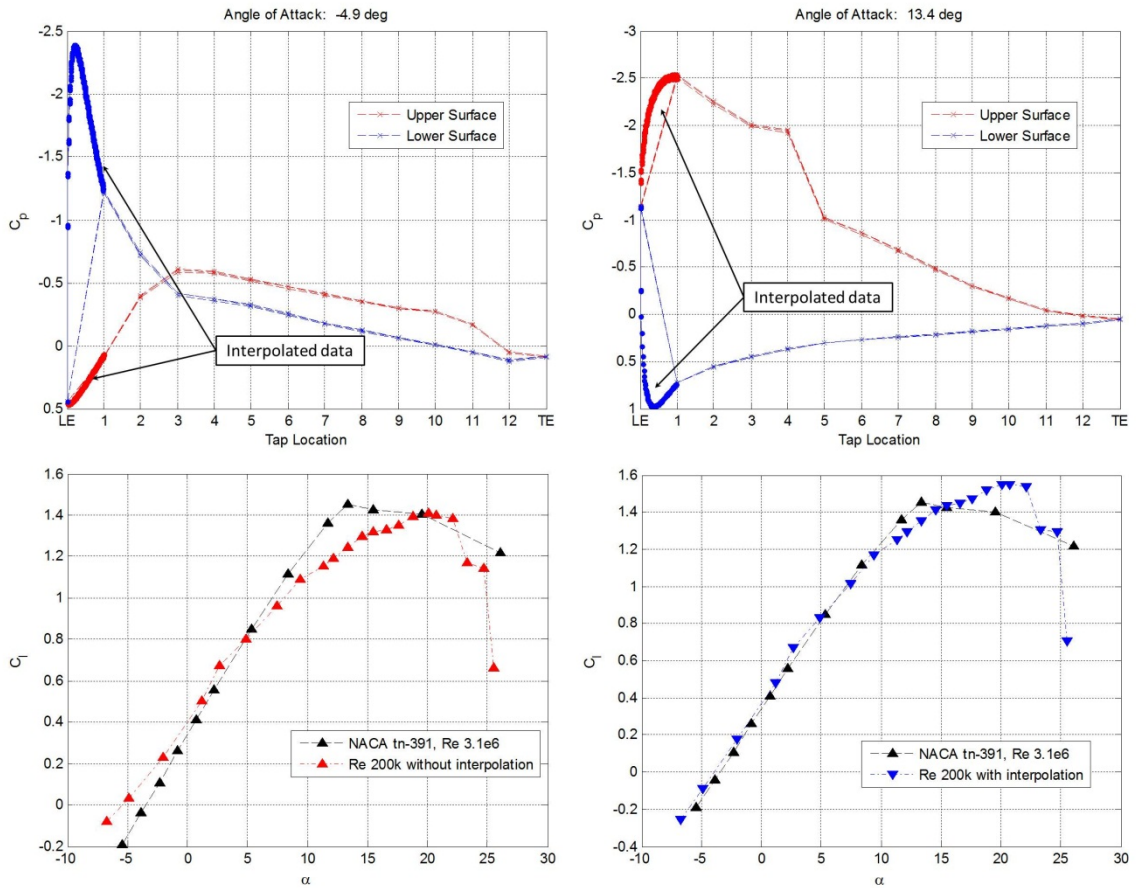 Angle of Attack: -4.9 deg
-2.5
-2
-1.5
-1
-0.5
0
0.5
Cp
Upper Surface
Lower Surface
Interpolated data
LE 1 2 3 4 5 6 7 8 9 10 11 12 TE
Tap Location
Angle of Attack: 13.4 deg
-3
-2.5
-2
-1.5
-1
-0.5
0
0.5
1
Cp
Upper Surface
Lower Surface
Interpolated data
LE 1 2 3 4 5 6 7 8 9 10 11 12 TE
Tap Location
1.6
1.4
1.2
1
0.8
0.6
0.4
0.2
0
-0.2
Cl
NACA tn-391, Re 3.1e6
Re 200k without interpolation
-10 -5 0 5 10 15 20 25 30
α
1.6
1.4
1.2
1
0.8
0.6
0.4
0.2
0
-0.2
-0.4
Cl
NACA tn-391, Re 3.1e6
Re 200k with interpolation
-10 -5 0 5 10 15 20 25 30
α